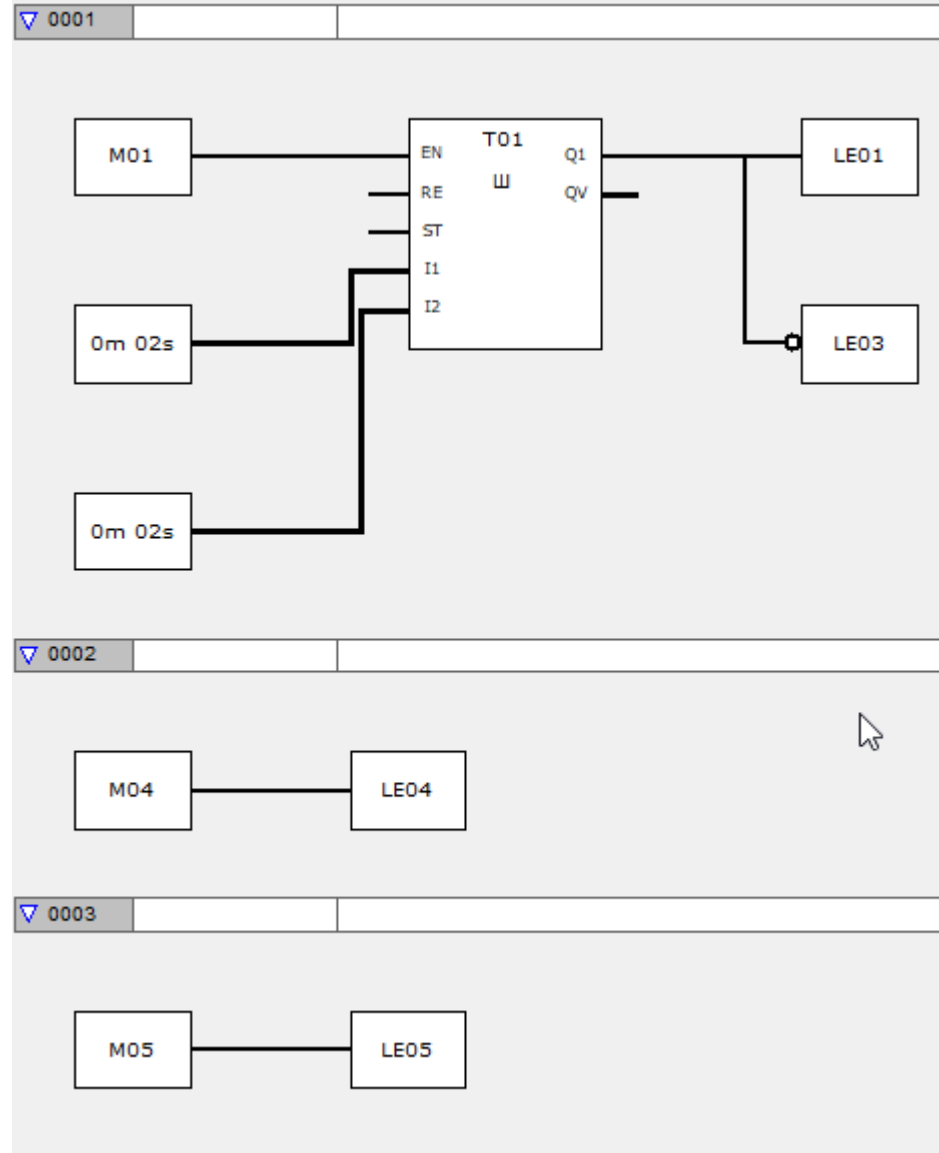 0001
M01
T01
Ш
EN
Q1
RE
QV
ST
I1
I2
LE01
0m 02s
LE03
0m 02s
0002
M04
LE04
0003
M05
LE05